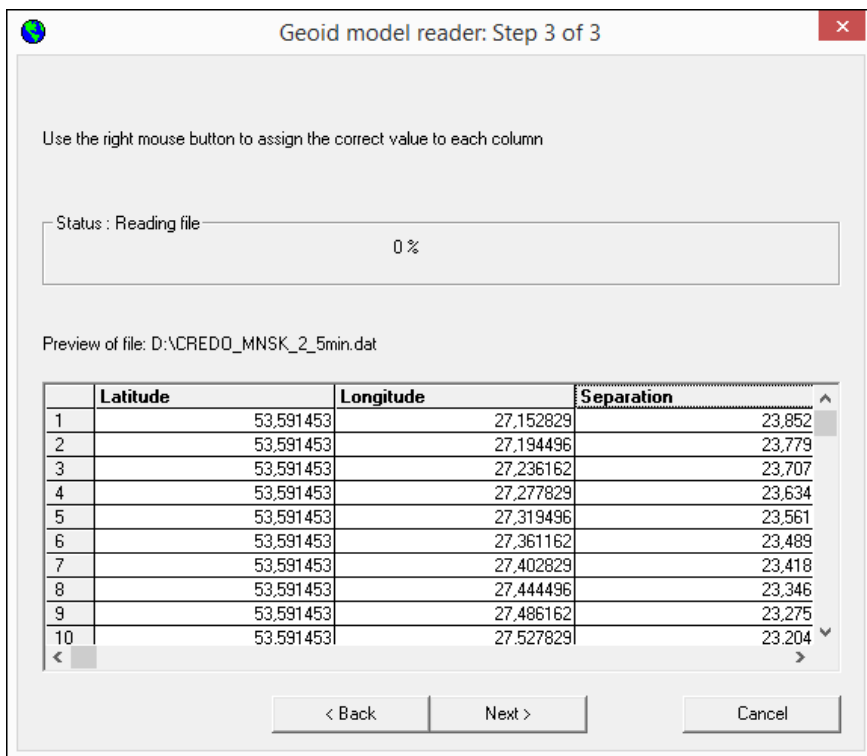 Geoid model reader: Step 3 of 3
Use the right mouse button to assign the correct value to each column
Status : Reading file
0 %
Preview of file: D:\CREDO_MNSK_2_5min.dat
Latitude Longitude Separation
1 53,591453 27,152829 23,852
2 53,591453 27,194496 23,779
3 53,591453 27,236162 23,707
4 53,591453 27,277829 23,634
5 53,591453 27,319496 23,561
6 53,591453 27,361162 23,489
7 53,591453 27,402829 23,418
8 53,591453 27,444496 23,346
9 53,591453 27,486162 23,275
10 53,591453 27,527829 23,204
< Back Next > Cancel